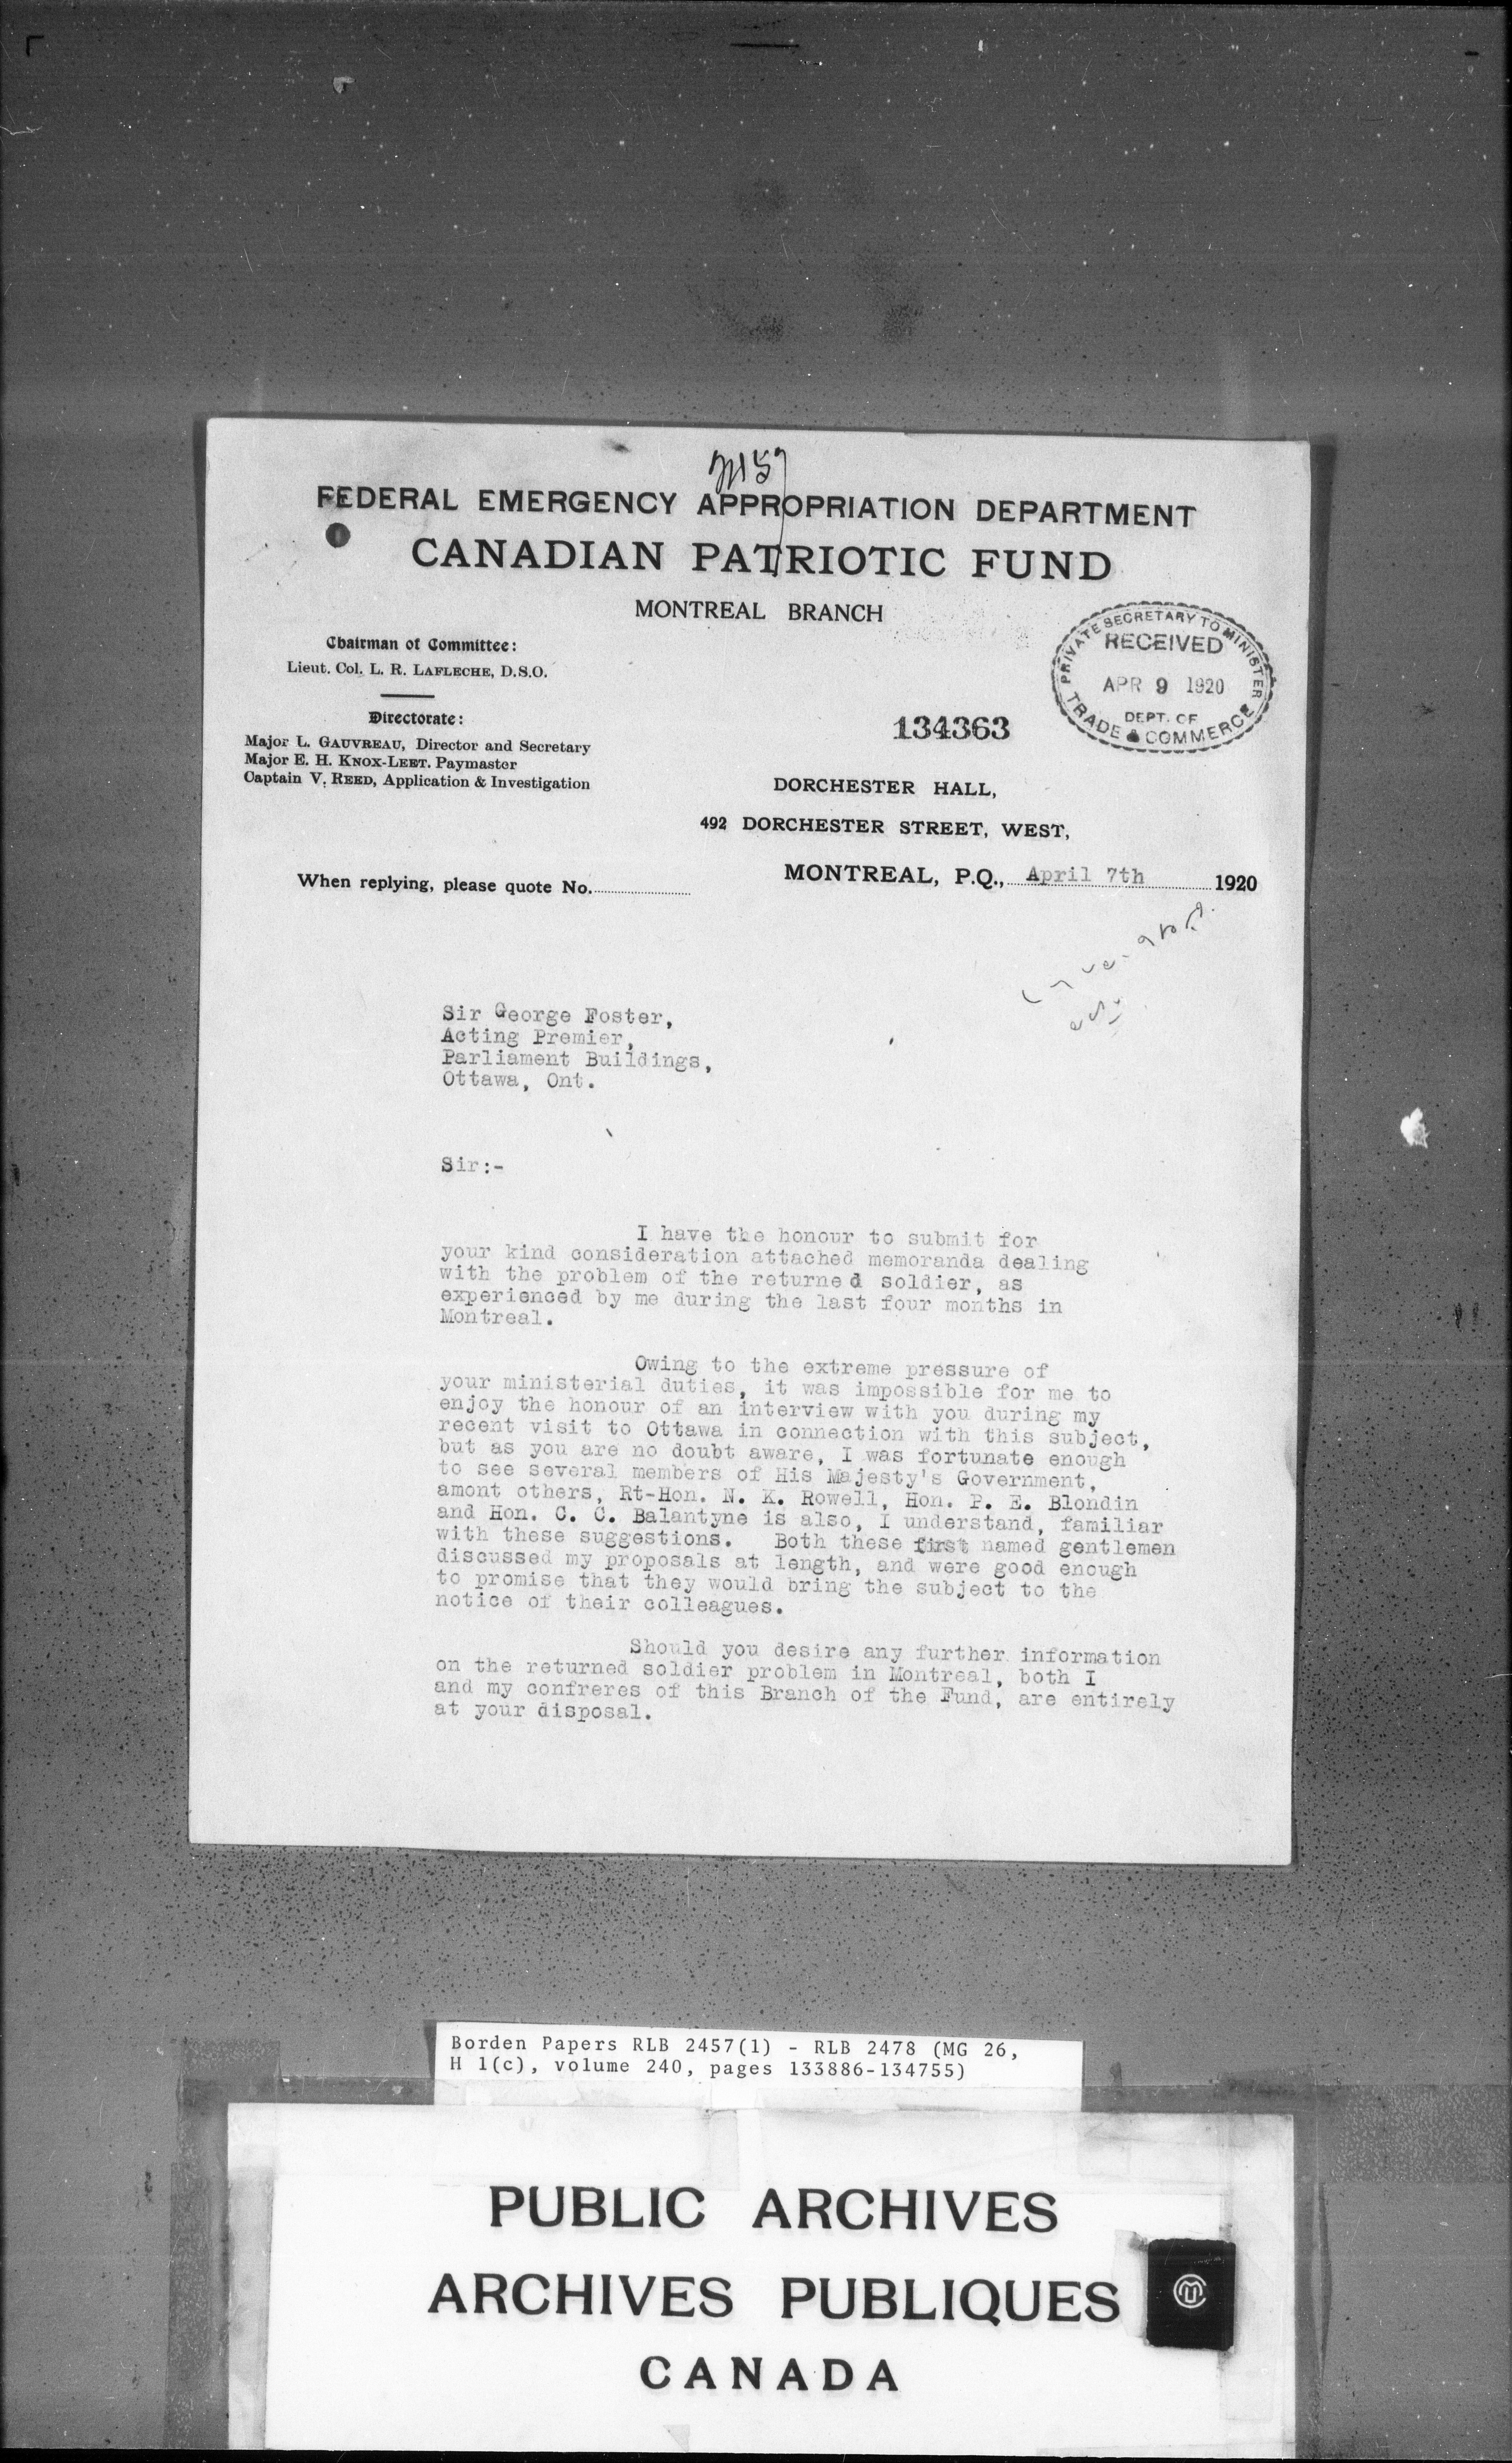 FEDERAL EMERGENCY APPROPRIATION DEPARTMENT
CANADIAN PATRIOTIC FUND
MONTREAL BRANCH
Chairman of Committee:
Lieut. Col. L. R. LAFLECHE, D.S.O.
Directorate:
Major L. GAUVREAU, Director and Secretary
Major E. H. KNOX-LEET. Paymaster
Captain V. REED, Application & Investigation
PRIVATE SECRETARY TO MINISTER
RECEIVED
APR 9 1920
DEPT. OF
TRADE & COMMERCE
134363
DORCHESTER HALL,
492 DORCHESTER STREET, WEST,
When replying, please quote No.
MONTREAL, P.Q., April 7th 1920
Sir George Foster,
Acting Premier,
Parliament Buildings,
Ottawa, Ont.
Sir:-
I have the honour to submit for
your kind consideration attached memoranda dealing
with the problem of the returned soldier, as
experienced by me during the last four months in
Montreal.
Owing to the extreme pressure of
your ministerial duties, it was impossible for me to
enjoy the honour of an interview with you during my
recent visit to Ottawa in connection with this subject,
but as you are no doubt aware, I was fortunate enough
to see several members of His Majesty's Government,
amont others, Rt-Hon. N. K. Rowell, Hon. P. E. Blondin
and Hon. C. C. Balantyne is also, I understand, familiar
with these suggestions. Both these first named gentlemen
discussed my proposals at length, and were good enough
to promise that they would bring the subject to the
notice of their colleagues.
Should you desire any further information
on the returned soldier problem in Montreal, both I
and my confreres of this Branch of the Fund, are entirely
at your disposal.
Borden Papers RLB 2457(1) - RLB 2478 (MG 26,
H 1(c), volume 240, pages 133886-134755)
PUBLIC ARCHIVES
ARCHIVES PUBLIQUES
CANADA